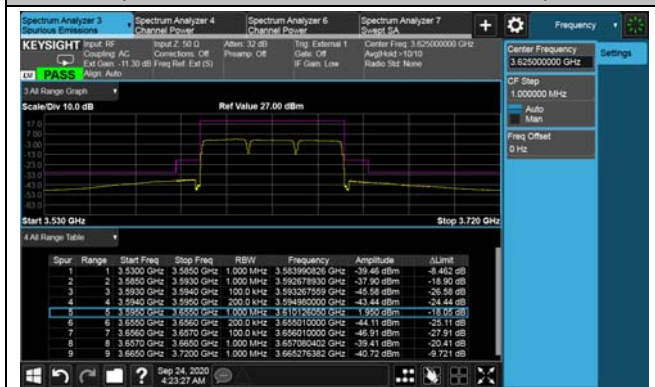 Spectrum Analyzer 3
Spurious Emissions
Spectrum Analyzer 4
Channel Power
Spectrum Analyzer 6
Channel Power
Spectrum Analyzer 7
Swept SA
Frequency
KEYSIGHT
Input: RF
Coupling: AC
Ext Gain: -11.30 dB
Align: Auto
Input Z: 50 Ω
Corrections: Off
Freq Ref: Ext (S)
Atten: 32 dB
Preamp: Off
Trig: External 1
Gate: Off
IF Gain: Low
Center Freq: 3.625000000 GHz
Avg|Hold:>10/10
Radio Std: None
LXI
PASS
Center Frequency
3.625000000 GHz
Settings
CF Step
1.000000 MHz
Auto
Man
Freq Offset
0 Hz
3 All Range Graph
Scale/Div 10.0 dB
Ref Value 27.00 dBm
17.0
7.00
-3.00
-13.0
-23.0
-33.0
-43.0
-53.0
-63.0
Start 3.530 GHz
Stop 3.720 GHz
4 All Range Table
Spur Range Start Freq Stop Freq RBW Frequency Amplitude ΔLimit
1 1 3.5300 GHz 3.5850 GHz 1.000 MHz 3.583990826 GHz -39.46 dBm -8.462 dB
2 2 3.5850 GHz 3.5930 GHz 1.000 MHz 3.592678930 GHz -37.90 dBm -18.90 dB
3 3 3.5930 GHz 3.5940 GHz 100.0 kHz 3.593267559 GHz -45.58 dBm -26.58 dB
4 4 3.5940 GHz 3.5950 GHz 200.0 kHz 3.594980000 GHz -43.44 dBm -24.44 dB
5 5 3.5950 GHz 3.6550 GHz 1.000 MHz 3.610126050 GHz 1.950 dBm -18.05 dB
6 6 3.6550 GHz 3.6560 GHz 200.0 kHz 3.655010000 GHz -44.11 dBm -25.11 dB
7 7 3.6560 GHz 3.6570 GHz 100.0 kHz 3.656010000 GHz -46.91 dBm -27.91 dB
8 8 3.6570 GHz 3.6650 GHz 1.000 MHz 3.657080402 GHz -39.41 dBm -20.41 dB
9 9 3.6650 GHz 3.7200 GHz 1.000 MHz 3.665276382 GHz -40.72 dBm -9.721 dB
Sep 24, 2020
4:23:27 AM